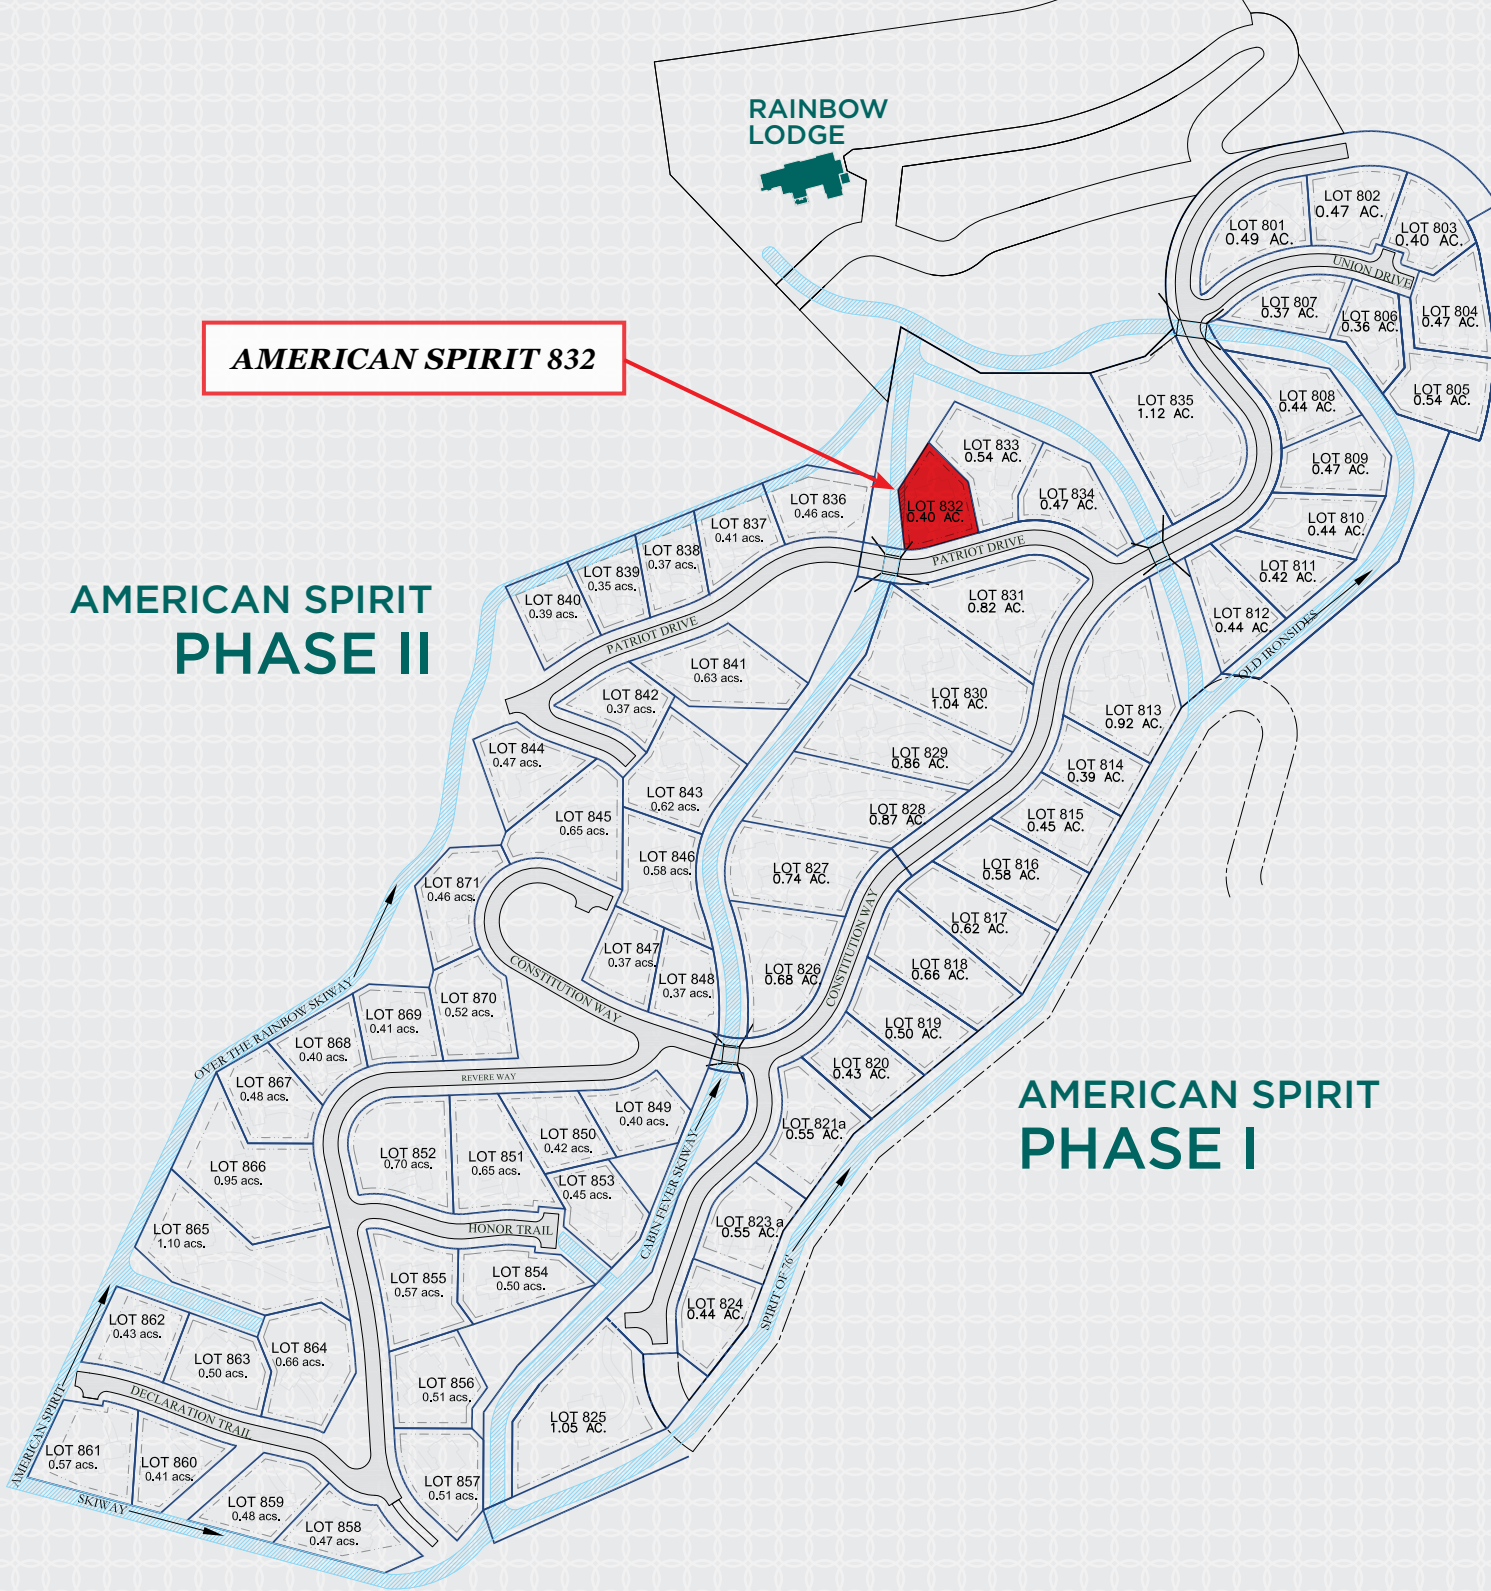 RAINBOW
LODGE
AMERICAN SPIRIT 832
AMERICAN SPIRIT
PHASE II
AMERICAN SPIRIT
PHASE I
LOT 801
0.49 AC.
LOT 802
0.47 AC.
LOT 803
0.40 AC.
UNION DRIVE
LOT 804
0.47 AC.
LOT 807
0.37 AC.
LOT 806
0.36 AC.
LOT 805
0.54 AC.
LOT 835
1.12 AC.
LOT 808
0.44 AC.
LOT 809
0.47 AC.
LOT 810
0.44 AC.
LOT 811
0.42 AC.
LOT 812
0.44 AC.
OLD IRONSIDES
LOT 833
0.54 AC.
LOT 834
0.47 AC.
LOT 832
0.40 AC.
PATRIOT DRIVE
LOT 836
0.46 acs.
LOT 837
0.41 acs.
LOT 838
0.37 acs.
LOT 839
0.35 acs.
LOT 840
0.39 acs.
PATRIOT DRIVE
LOT 831
0.82 AC.
LOT 830
1.04 AC.
LOT 829
0.86 AC.
LOT 828
0.87 AC.
LOT 827
0.74 AC.
LOT 826
0.68 AC.
CONSTITUTION WAY
LOT 813
0.92 AC.
LOT 814
0.39 AC.
LOT 815
0.45 AC.
LOT 816
0.58 AC.
LOT 817
0.62 AC.
LOT 818
0.66 AC.
LOT 819
0.50 AC.
LOT 820
0.43 AC.
LOT 821a
0.55 AC.
LOT 823 a
0.55 AC.
LOT 824
0.44 AC.
LOT 825
1.05 AC.
SPIRIT OF 76'
LOT 841
0.63 acs.
LOT 842
0.37 acs.
LOT 844
0.47 acs.
LOT 843
0.62 acs.
LOT 845
0.65 acs.
LOT 846
0.58 acs.
LOT 871
0.46 acs.
LOT 847
0.37 acs.
LOT 848
0.37 acs.
CONSTITUTION WAY
LOT 870
0.52 acs.
LOT 869
0.41 acs.
LOT 868
0.40 acs.
OVER THE RAINBOW SKIWAY
LOT 867
0.48 acs.
REVERE WAY
LOT 849
0.40 acs.
LOT 850
0.42 acs.
LOT 851
0.65 acs.
LOT 852
0.70 acs.
LOT 853
0.45 acs.
CABIN FEVER SKIWAY
LOT 866
0.95 acs.
LOT 865
1.10 acs.
HONOR TRAIL
LOT 854
0.50 acs.
LOT 855
0.57 acs.
LOT 862
0.43 acs.
LOT 863
0.50 acs.
LOT 864
0.66 acs.
LOT 856
0.51 acs.
DECLARATION TRAIL
AMERICAN SPIRIT
SKIWAY
LOT 861
0.57 acs.
LOT 860
0.41 acs.
LOT 859
0.48 acs.
LOT 858
0.47 acs.
LOT 857
0.51 acs.